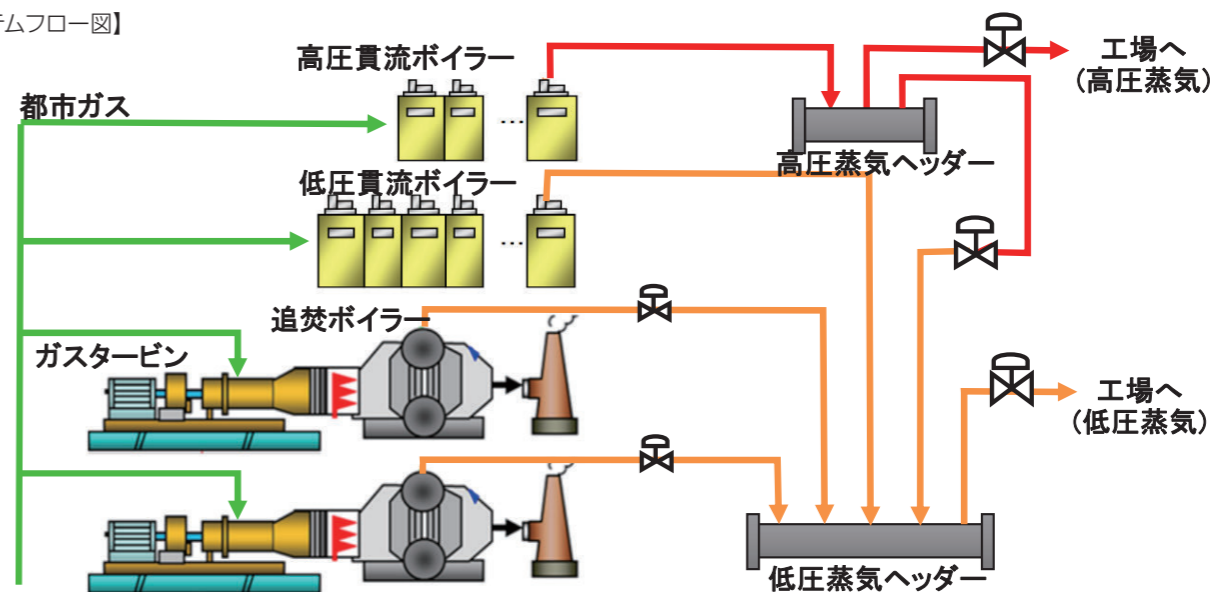 テムフロー図】
高圧貫流ボイラー
工場へ
(高圧蒸気)
都市ガス
…
高圧蒸気ヘッダー
低圧貫流ボイラー
…
追焚ボイラー
ガスタービン
工場へ
(低圧蒸気)
低圧蒸気ヘッダー